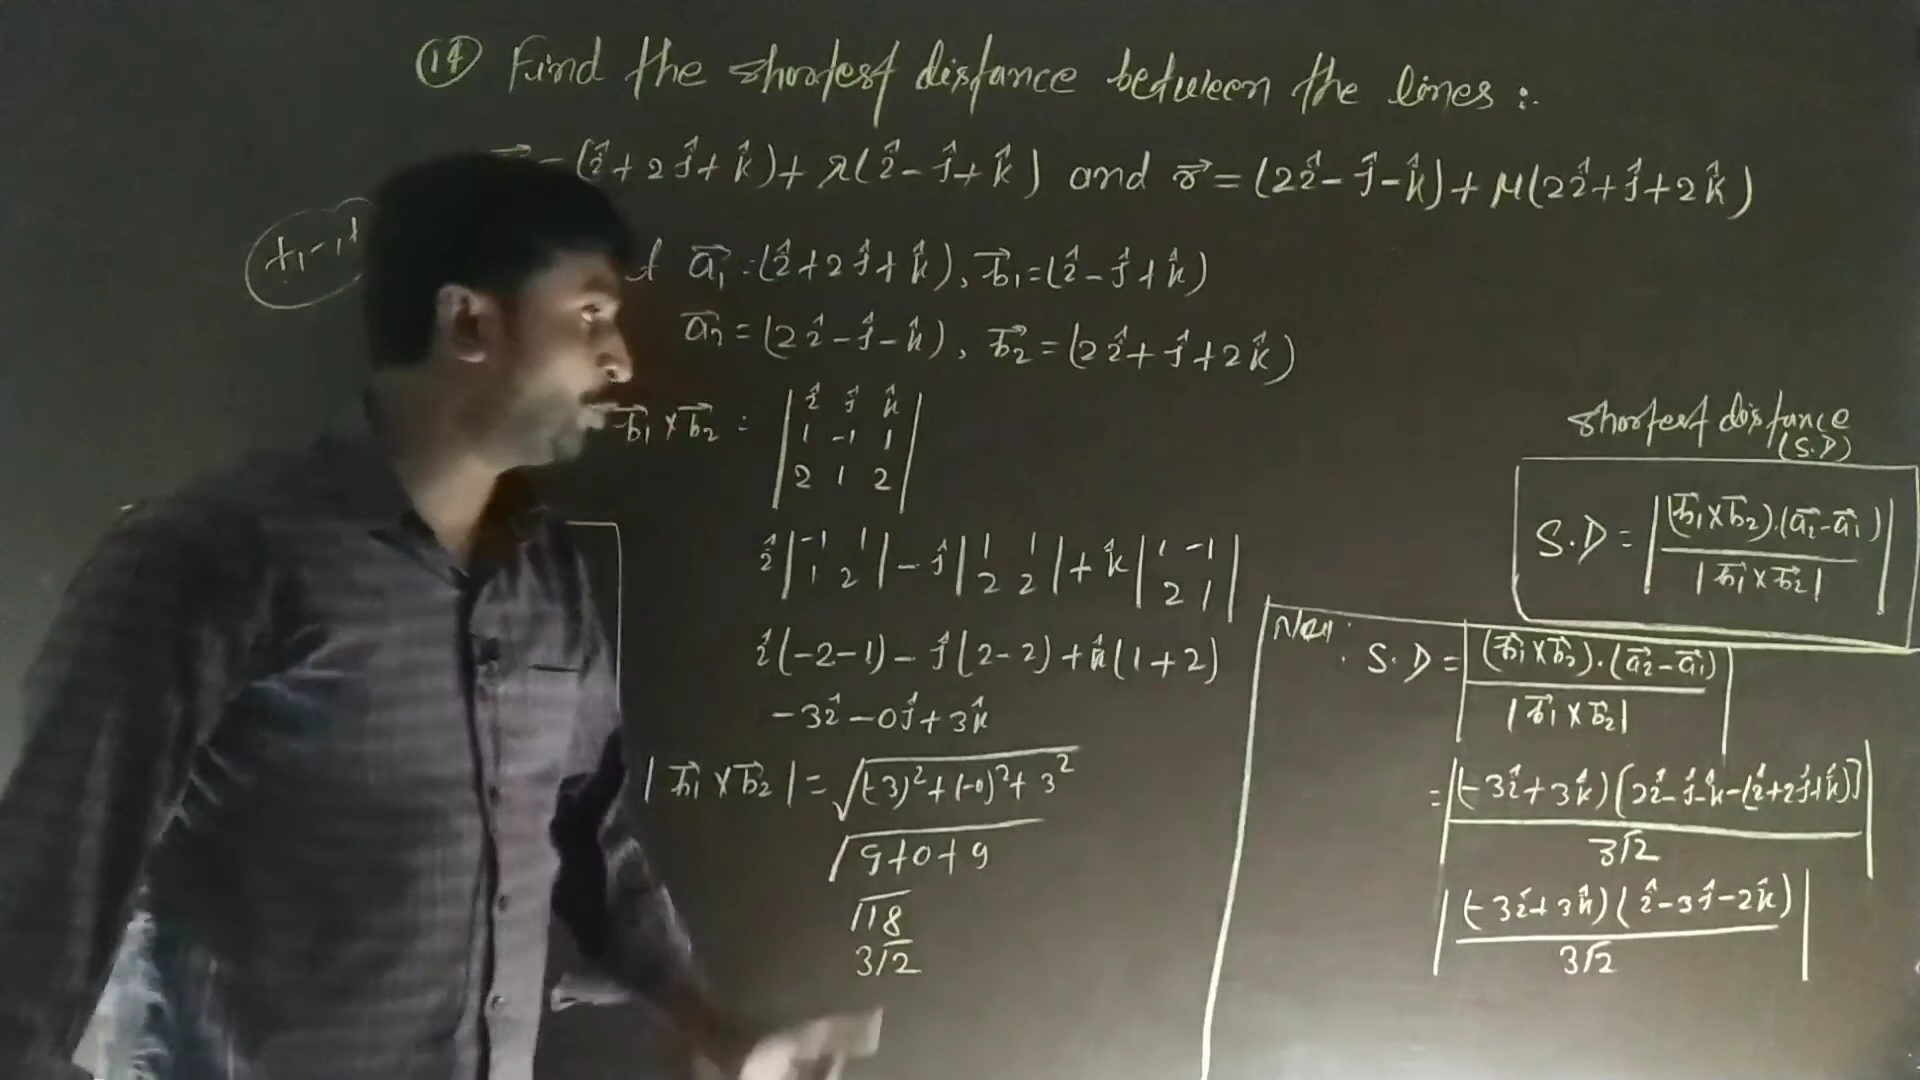 (14) Find the shortest distance between the lines :.
= (î + 2ĵ + k̂) + λ(î - ĵ + k̂) and r⃗ = (2î - ĵ - k̂) + μ(2î + ĵ + 2k̂)
a⃗₁ = (î + 2ĵ + k̂), b⃗₁ = (î - ĵ + k̂)
a⃗₂ = (2î - ĵ - k̂), b⃗₂ = (2î + ĵ + 2k̂)
b⃗₁ × b⃗₂ = | î ĵ k̂ |
| 1 -1 1 |
| 2 1 2 |
î | -1 1 | - ĵ | 1 1 | + k̂ | 1 -1 |
| 1 2 | | 2 2 | | 2 1 |
î(-2-1) - ĵ(2-2) + k̂(1+2)
-3î - 0ĵ + 3k̂
|b⃗₁ × b⃗₂| = √(-3)² + (-0)² + 3²
√9+0+9
√18
3√2
shortest distance
(S.D)
S.D = | (b⃗₁×b⃗₂).(a⃗₂-a⃗₁) / |b⃗₁×b⃗₂| |
S.D = | (b⃗₁×b⃗₂).(a⃗₂-a⃗₁) / |b⃗₁×b⃗₂| |
= | (-3î+3k̂)[2î-ĵ-k̂-(î+2ĵ+k̂)] / 3√2 |
| (-3î+3k̂)(î-3ĵ-2k̂) / 3√2 |